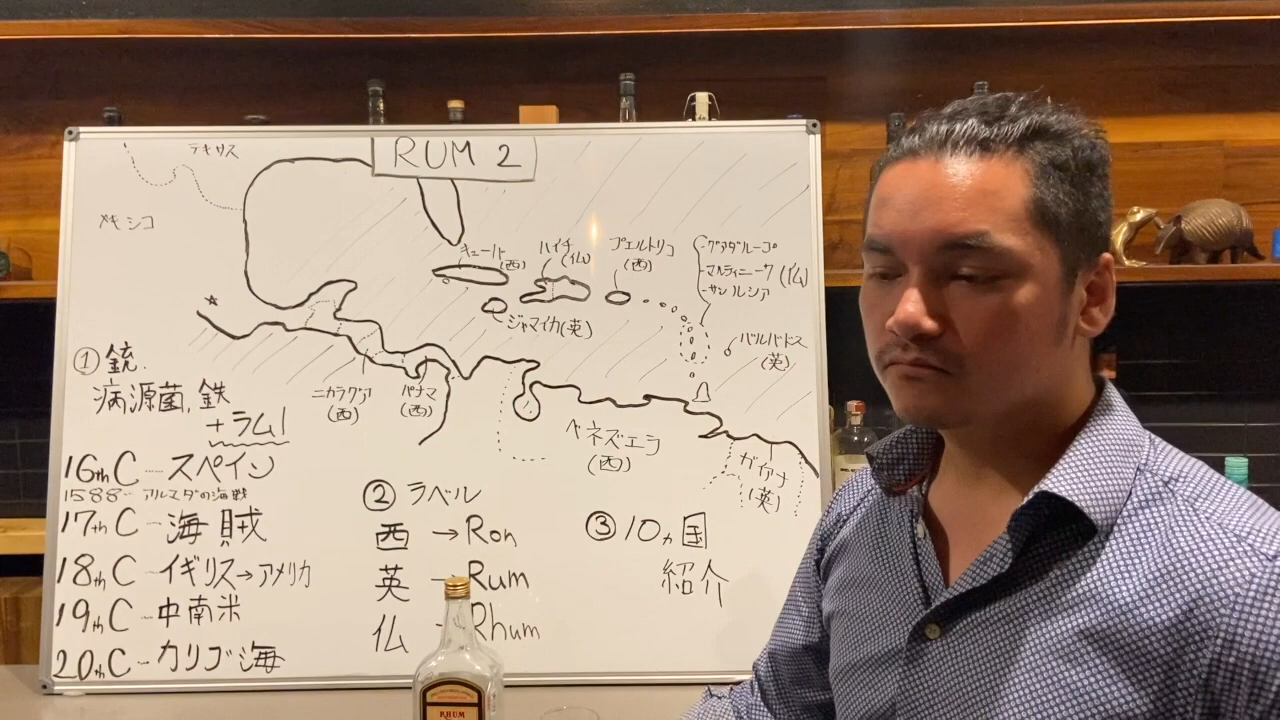 RUM 2
テキサス
メキシコ
キューバ
(西)
ハイチ
(仏)
プエルトリコ
(西)
-グアダループ
-マルティニーク (仏)
-サンルシア
ジャマイカ(英)
バルバドス
(英)
ニカラグア
(西)
パナマ
(西)
ベネズエラ
(西)
ガイアナ
(英)
① 銃.
病源菌, 鉄
+ラム!
16th C … スペイン
1588… アルマダの海戦
17th C … 海賊
18th C … イギリス→アメリカ
19th C … 中南米
20th C … カリブ海
② ラベル
西 → Ron
英 → Rum
仏 → Rhum
③ 10ヵ国
紹介
RHUM